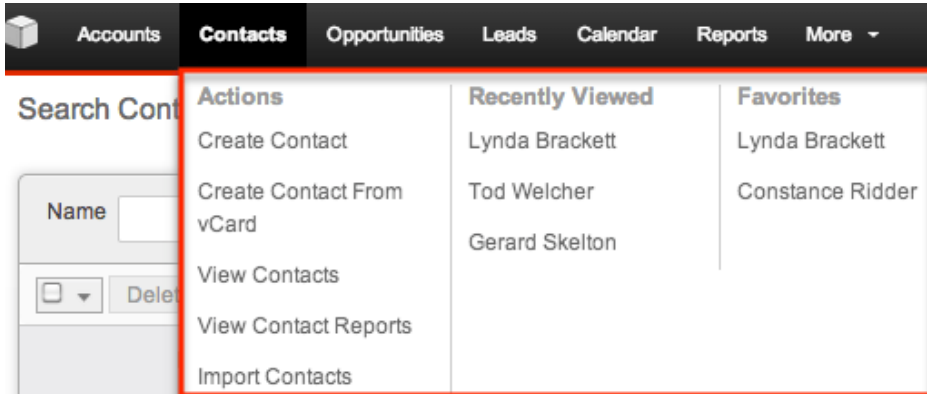 Accounts Contacts Opportunities Leads Calendar Reports More
Search Cont
Name
Delet
Actions
Create Contact
Create Contact From
vCard
View Contacts
View Contact Reports
Import Contacts
Recently Viewed
Lynda Brackett
Tod Welcher
Gerard Skelton
Favorites
Lynda Brackett
Constance Ridder